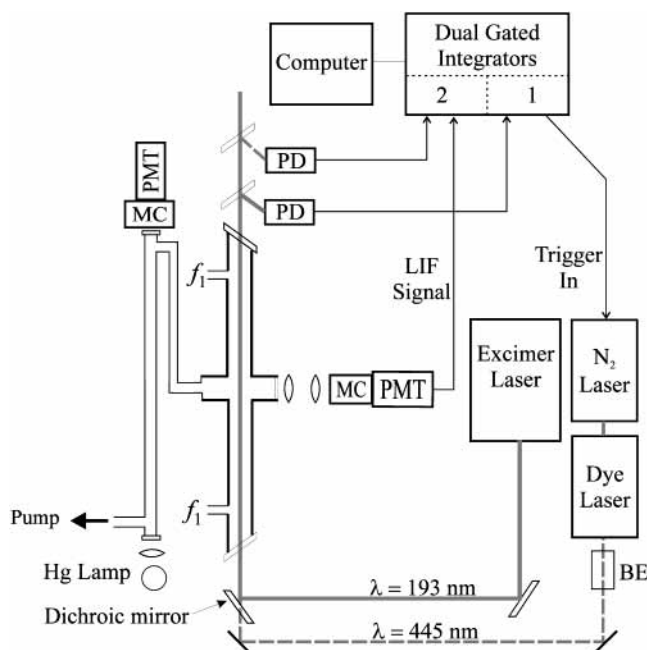 Dual Gated
Integrators
2
1
Computer
PMT
MC
PD
PD
f₁
LIF
Signal
Trigger
In
Excimer
Laser
N₂
Laser
MC
PMT
Dye
Laser
f₁
Pump
Hg Lamp
BE
Dichroic mirror
λ = 193 nm
λ = 445 nm